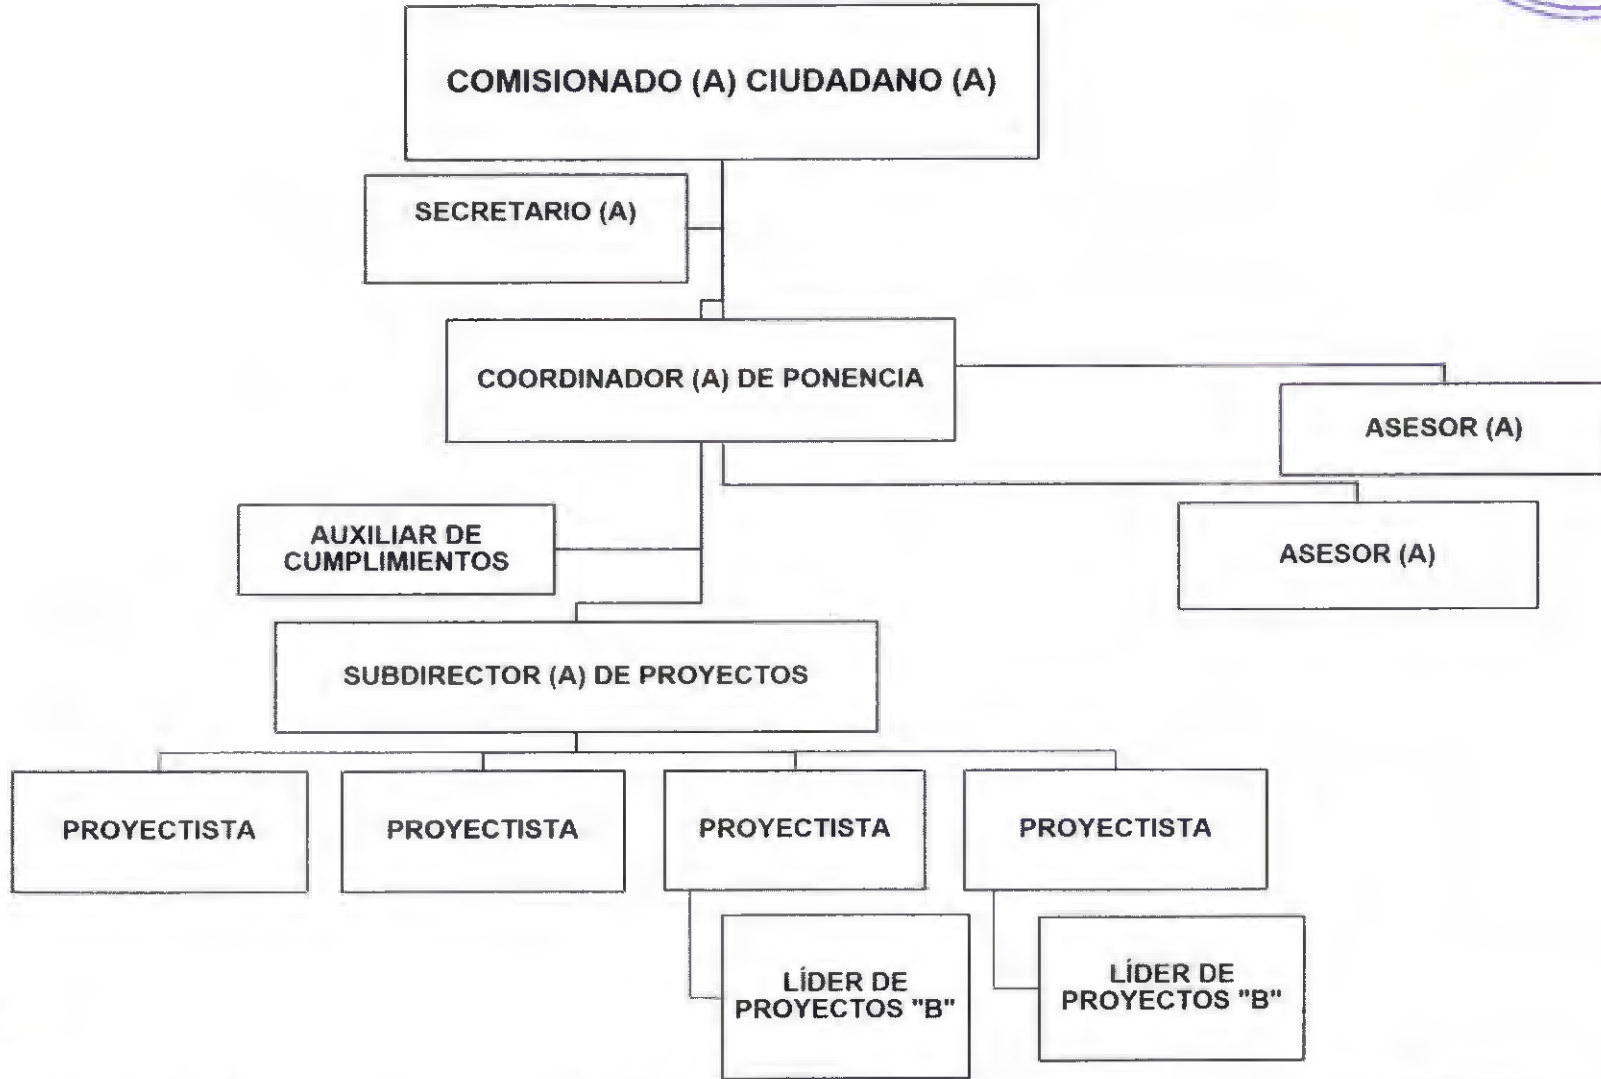 COMISIONADO (A) CIUDADANO (A)
SECRETARIO (A)
COORDINADOR (A) DE PONENCIA
ASESOR (A)
ASESOR (A)
AUXILIAR DE
CUMPLIMIENTOS
SUBDIRECTOR (A) DE PROYECTOS
PROYECTISTA
PROYECTISTA
PROYECTISTA
PROYECTISTA
LÍDER DE
PROYECTOS "B"
LÍDER DE
PROYECTOS "B"